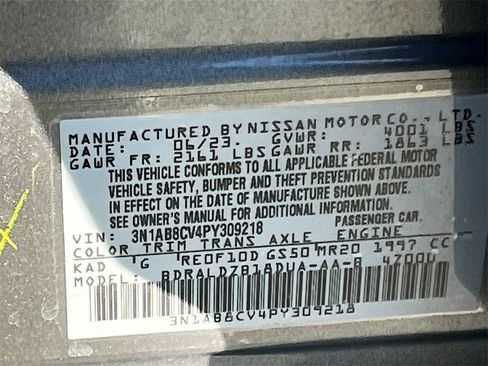 MANUFACTURED BY NISSAN MOTOR CO., LTD.
DATE: 06/23 GVWR: 4001 LBS
GAWR FR: 2161 LBS GAWR RR: 1863 LBS
THIS VEHICLE CONFORMS TO ALL APPLICABLE FEDERAL MOTOR
VEHICLE SAFETY, BUMPER AND THEFT PREVENTION STANDARDS
IN EFFECT ON THE DATE OF MANUFACTURE SHOWN ABOVE.
SEE OWNER'S MANUAL FOR ADDITIONAL INFORMATION.
VIN: 3N1AB8CV4PY309218 PASSENGER CAR.
COLOR TRIM TRANS AXLE ENGINE
KAD G RE0F10D GS50 MR20 1997 CC
MODEL: BDRALDZB18DUA-AA-B
3N1AB8CV4PY309218